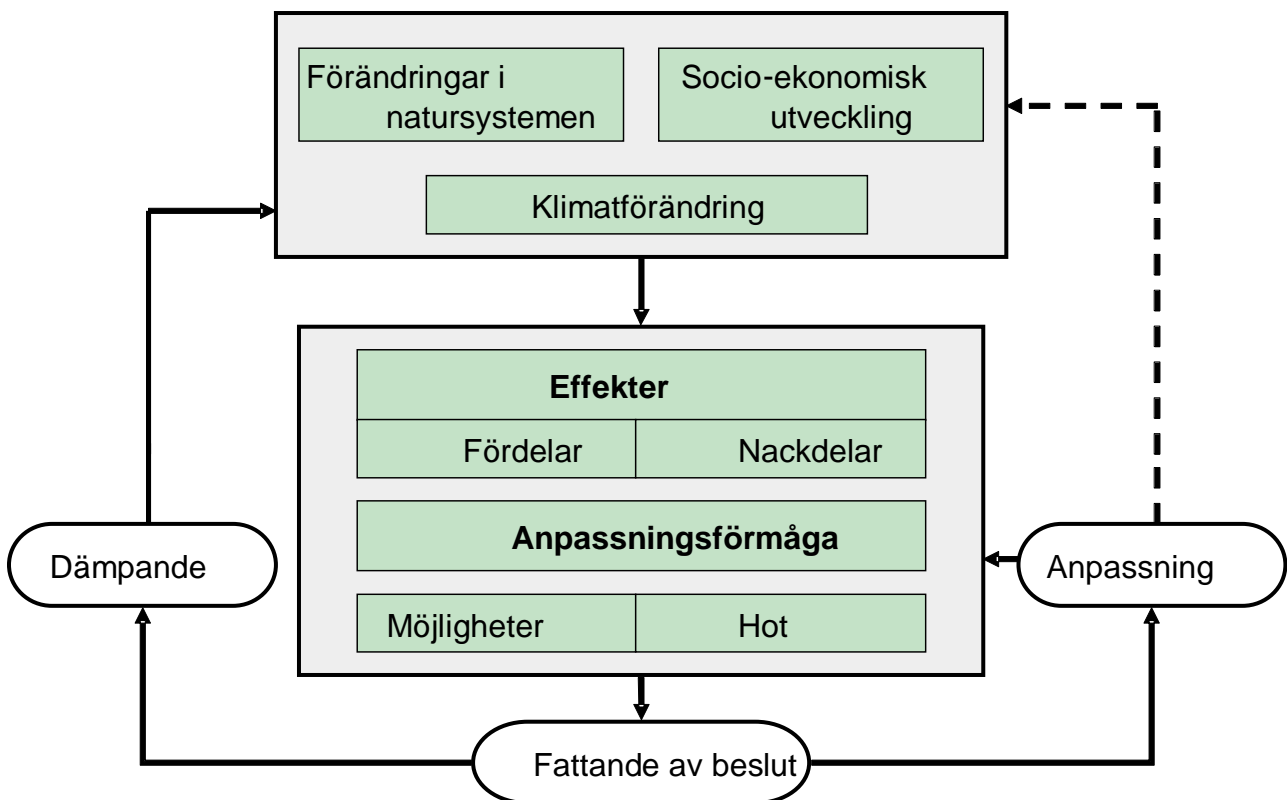 Förändringar i
natursystemen
Socio-ekonomisk
utveckling
Klimatförändring
Effekter
Fördelar
Nackdelar
Anpassningsförmåga
Dämpande
Anpassning
Möjligheter
Hot
Fattande av beslut